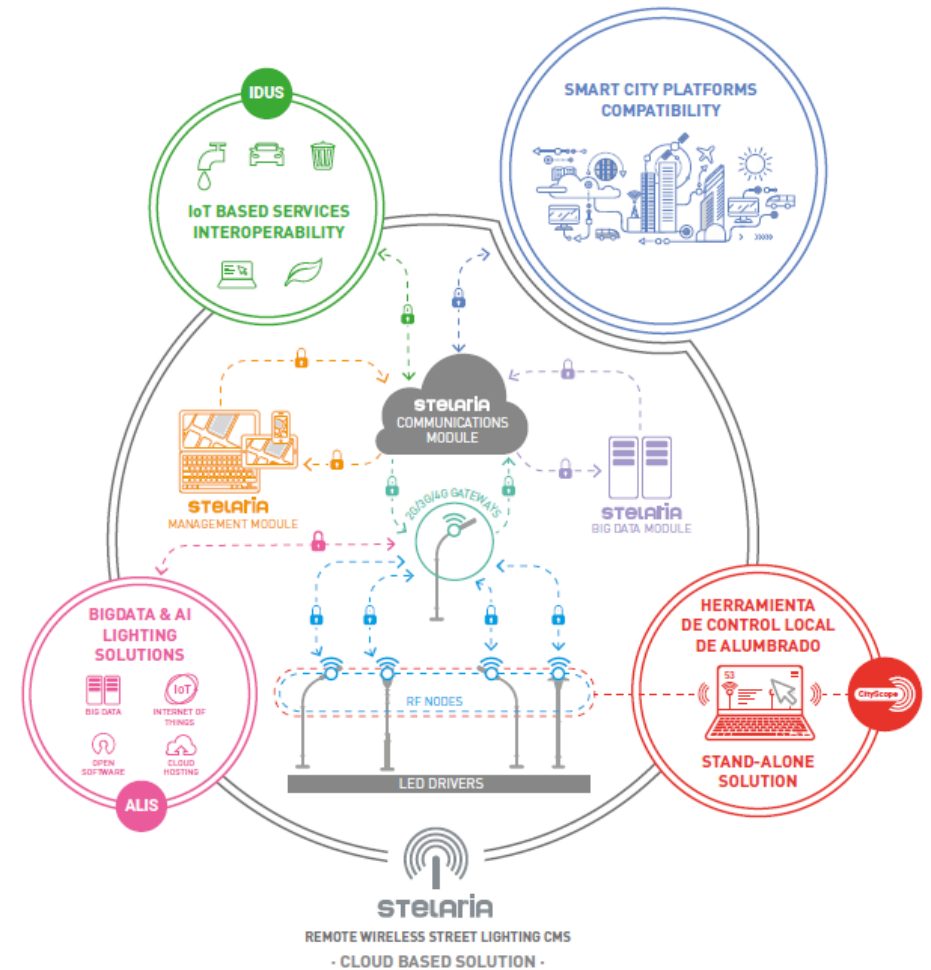 IDUS
IoT BASED SERVICES
INTEROPERABILITY
SMART CITY PLATFORMS
COMPATIBILITY
STELARIA
COMMUNICATIONS
MODULE
STELARIA
MANAGEMENT MODULE
STELARIA
BIG DATA MODULE
2G/3G/4G GATEWAYS
BIGDATA & AI
LIGHTING
SOLUTIONS
BIG DATA
IoT
INTERNET OF
THINGS
OPEN
SOFTWARE
CLOUD
HOSTING
ALIS
RF NODES
LED DRIVERS
HERRAMIENTA
DE CONTROL LOCAL
DE ALUMBRADO
53
CityScope
STAND-ALONE
SOLUTION
STELARIA
REMOTE WIRELESS STREET LIGHTING CMS
· CLOUD BASED SOLUTION ·